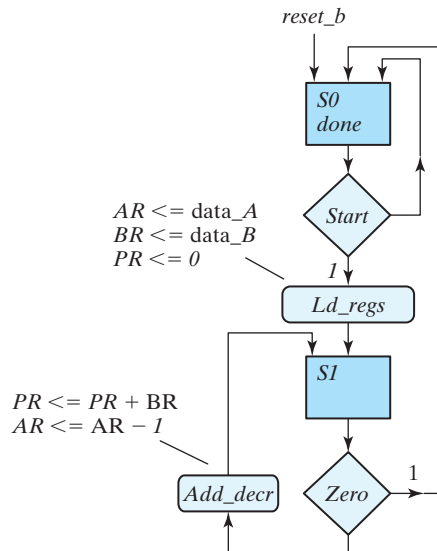 reset_b
S0
done
Start
AR <= data_A
BR <= data_B
PR <= 0
1
Ld_regs
S1
PR <= PR + BR
AR <= AR − 1
Add_decr
Zero
1